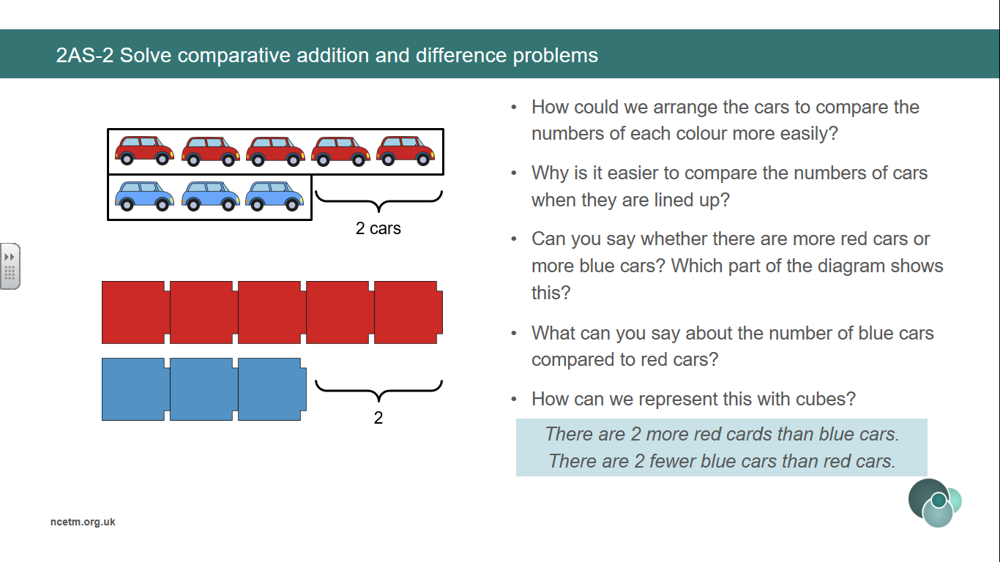 2AS-2 Solve comparative addition and difference problems
2 cars
2
• How could we arrange the cars to compare the
numbers of each colour more easily?
• Why is it easier to compare the numbers of cars
when they are lined up?
• Can you say whether there are more red cars or
more blue cars? Which part of the diagram shows
this?
• What can you say about the number of blue cars
compared to red cars?
• How can we represent this with cubes?
There are 2 more red cards than blue cars.
There are 2 fewer blue cars than red cars.
ncetm.org.uk